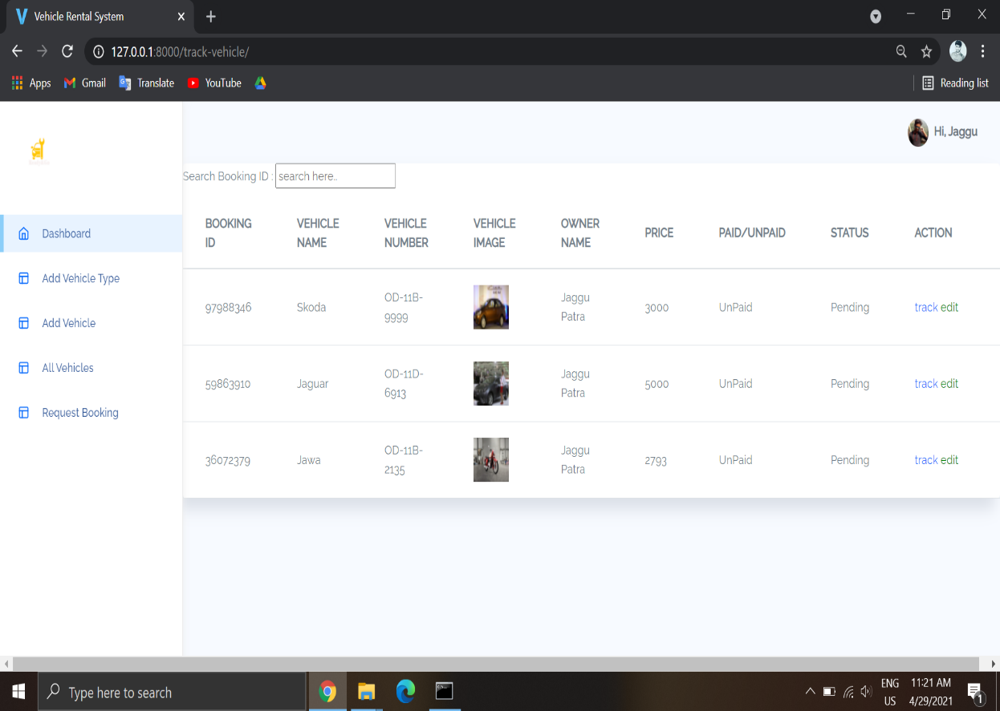 Vehicle Rental System
127.0.0.1:8000/track-vehicle/
Apps Gmail Translate YouTube Reading list
Hi, Jaggu
Search Booking ID : search here..
Dashboard
Add Vehicle Type
Add Vehicle
All Vehicles
Request Booking
BOOKING ID VEHICLE NAME VEHICLE NUMBER VEHICLE IMAGE OWNER NAME PRICE PAID/UNPAID STATUS ACTION
97988346 Skoda OD-11B-9999 Jaggu Patra 3000 UnPaid Pending track edit
59863910 Jaguar OD-11D-6913 Jaggu Patra 5000 UnPaid Pending track edit
36072379 Jawa OD-11B-2135 Jaggu Patra 2793 UnPaid Pending track edit
Type here to search
ENG
US
11:21 AM
4/29/2021
1